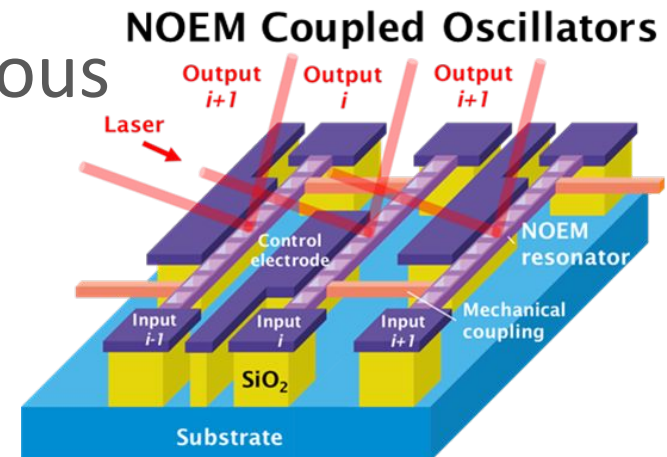 NOEM Coupled Oscillators
ous
Output Output Output
i+1 i i+1
Laser
Control
electrode
NOEM
resonator
Mechanical
coupling
Input Input Input
i-1 i i+1
SiO₂
Substrate